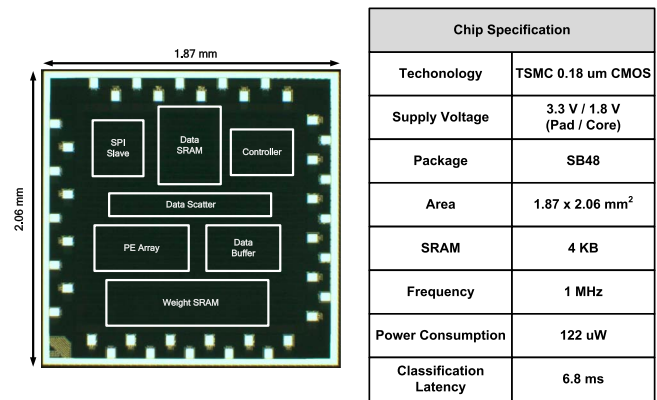 1.87 mm
2.06 mm
SPI
Slave
Data
SRAM
Controller
Data Scatter
PE Array
Data
Buffer
Weight SRAM
Chip Specification
Techonology
TSMC 0.18 um CMOS
Supply Voltage
3.3 V / 1.8 V
(Pad / Core)
Package
SB48
Area
1.87 x 2.06 mm²
SRAM
4 KB
Frequency
1 MHz
Power Consumption
122 uW
Classification
Latency
6.8 ms